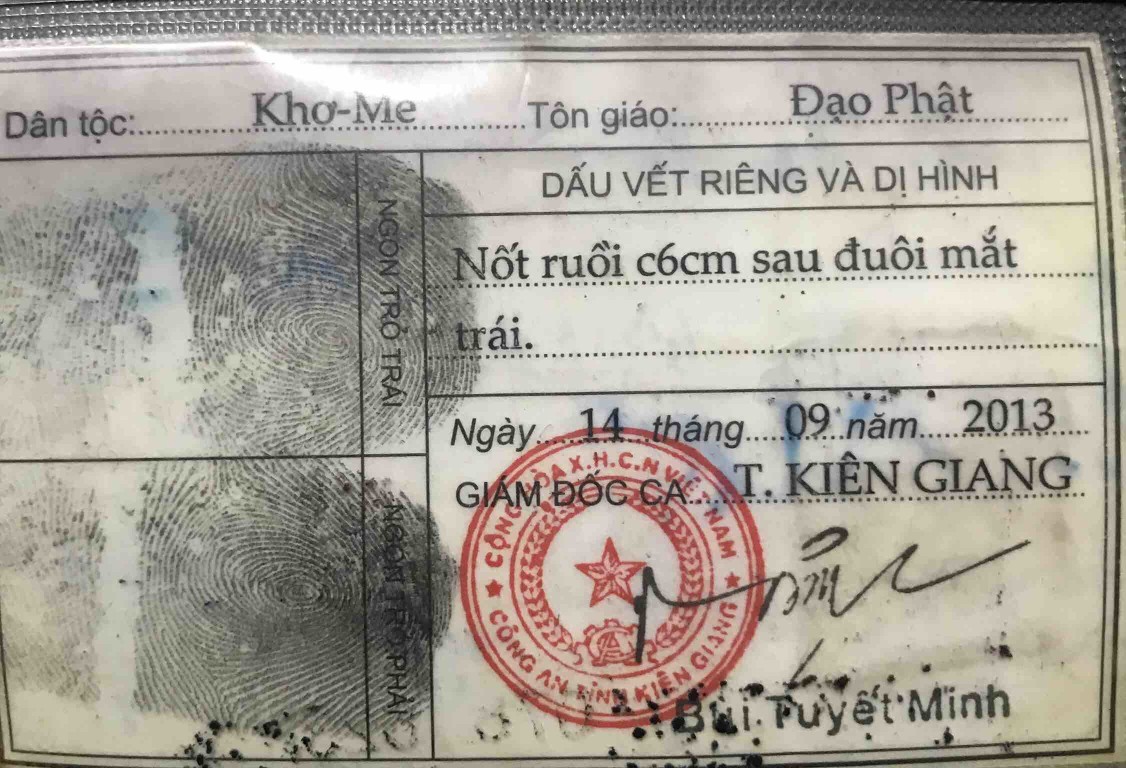 Dân tộc: Khơ-Me Tôn giáo: Đạo Phật
NGÓN TRỎ TRÁI
NGÓN TRỎ PHẢI
DẤU VẾT RIÊNG VÀ DỊ HÌNH
Nốt ruồi c6cm sau đuôi mắt
trái.
Ngày 14 tháng 09 năm 2013
GIÁM ĐỐC CA T. KIÊN GIANG
CỘNG HÒA X.H.C.N VIỆT NAM
CÔNG AN TỈNH KIÊN GIANG
Bùi Tuyết Minh